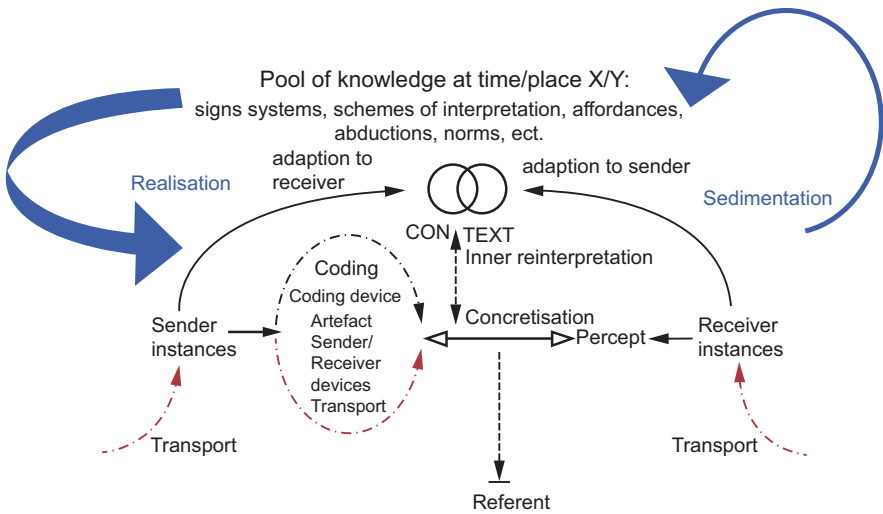 Pool of knowledge at time/place X/Y:
signs systems, schemes of interpretation, affordances,
abductions, norms, ect.
adaption to
receiver
adaption to sender
Realisation
Sedimentation
CON TEXT
Inner reinterpretation
Coding
Coding device
Artefact
Sender/
Receiver
devices
Transport
Sender
instances
Concretisation
Percept
Receiver
instances
Transport
Transport
Referent